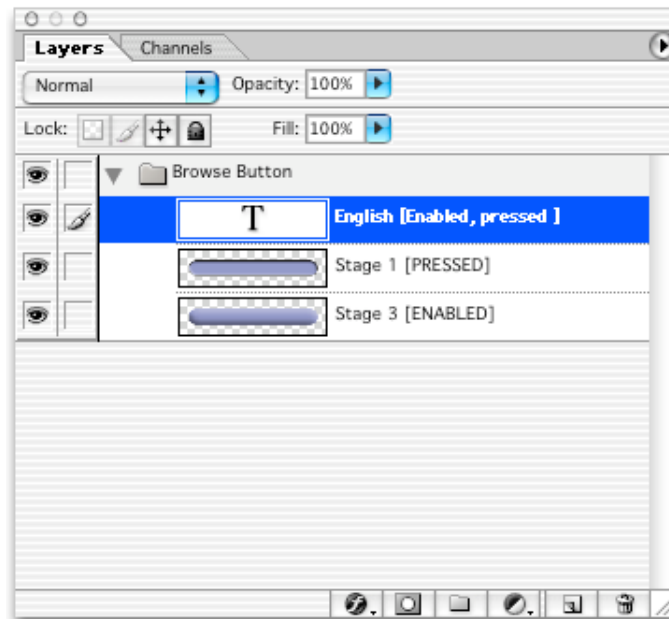 Layers Channels
Normal Opacity: 100%
Lock: Fill: 100%
Browse Button
T English [Enabled, pressed ]
Stage 1 [PRESSED]
Stage 3 [ENABLED]